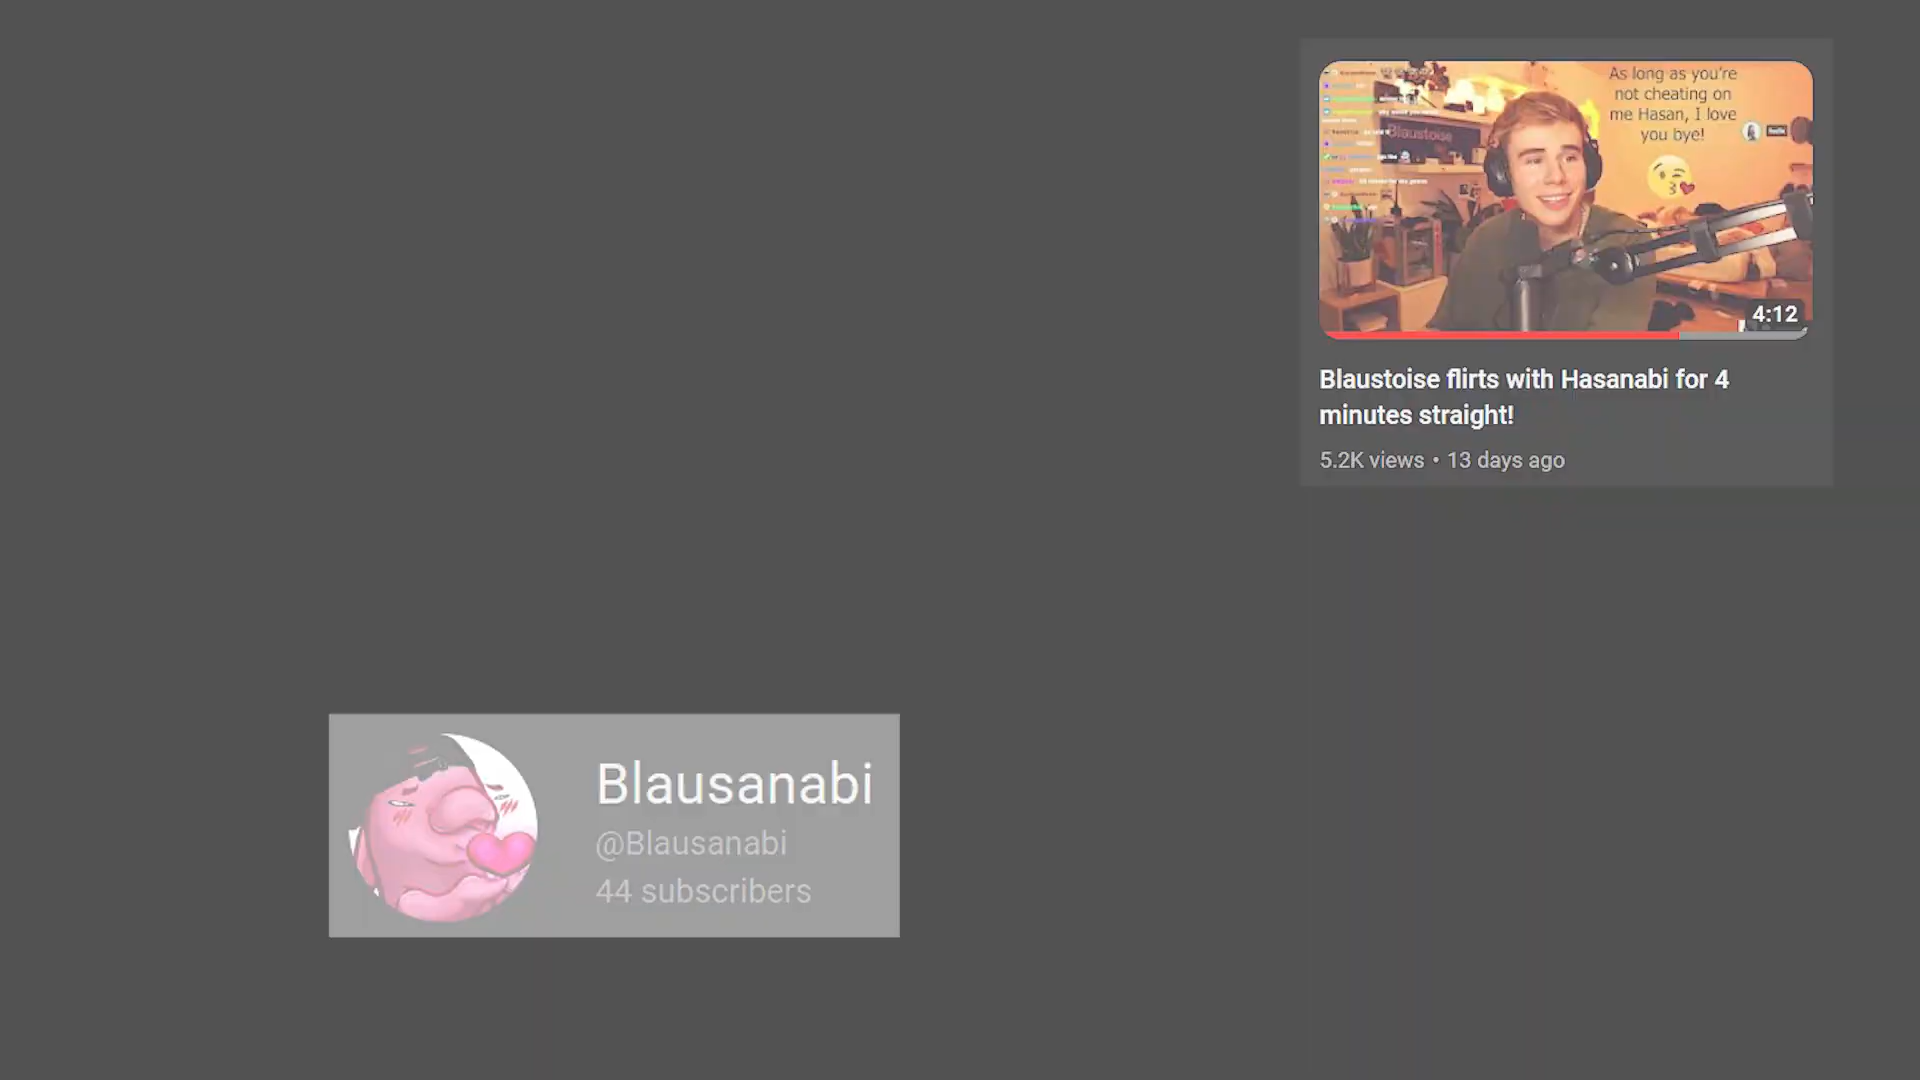 As long as you're
not cheating on
me Hasan, I love
you bye!
Blaustoise
4:12
Blaustoise flirts with Hasanabi for 4
minutes straight!
5.2K views • 13 days ago
Blausanabi
@Blausanabi
44 subscribers